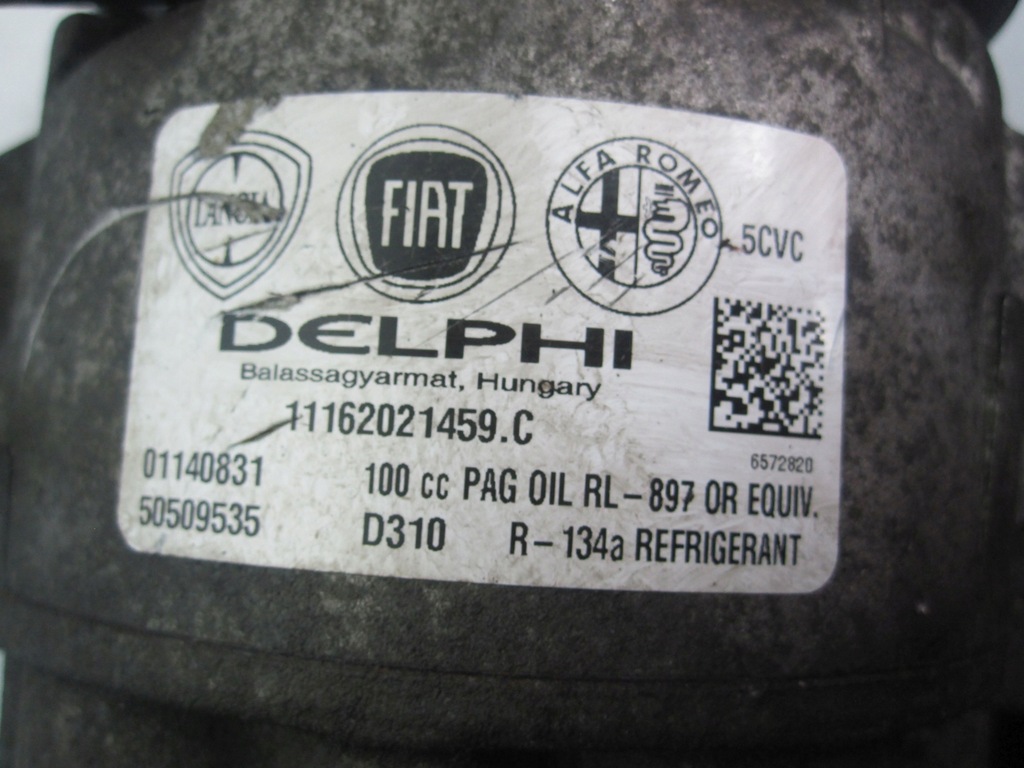 LANCIA
FIAT
ALFA ROMEO
5CVC
DELPHI
Balassagyarmat, Hungary
11162021459.C
6572820
01140831 100 cc PAG OIL RL-897 OR EQUIV.
50509535 D310 R-134a REFRIGERANT